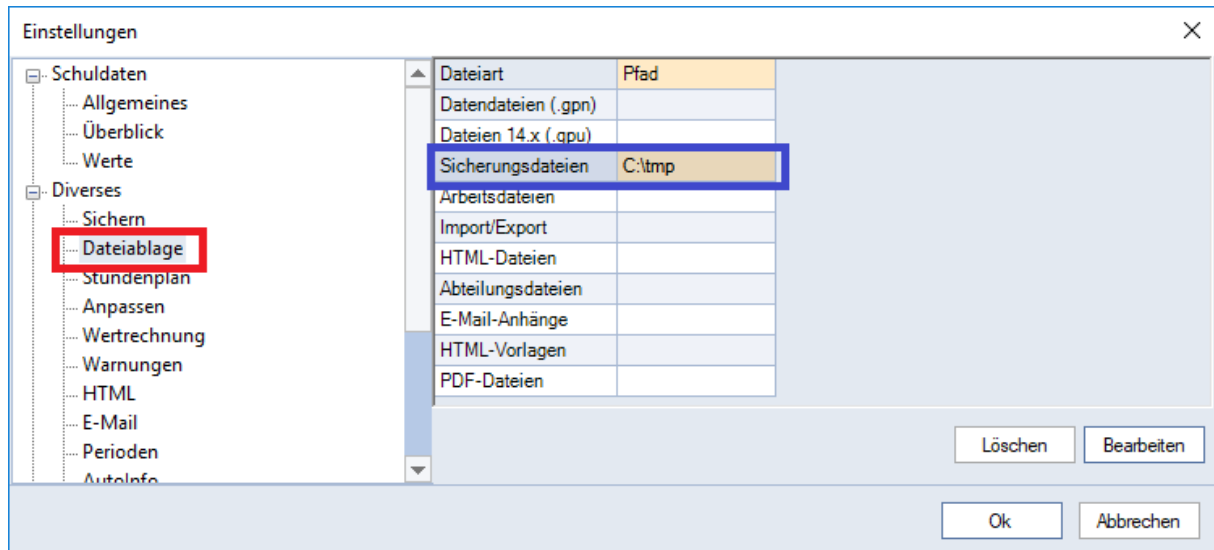 Einstellungen
Schuldaten
Allgemeines
Überblick
Werte
Diverses
Sichern
Dateiablage
Stundenplan
Anpassen
Wertrechnung
Warnungen
HTML
E-Mail
Perioden
AutoInfo
Dateiart Pfad
Datendateien (.gpn)
Dateien 14.x (.gpu)
Sicherungsdateien C:\tmp
Arbeitsdateien
Import/Export
HTML-Dateien
Abteilungsdateien
E-Mail-Anhänge
HTML-Vorlagen
PDF-Dateien
Löschen Bearbeiten
Ok Abbrechen